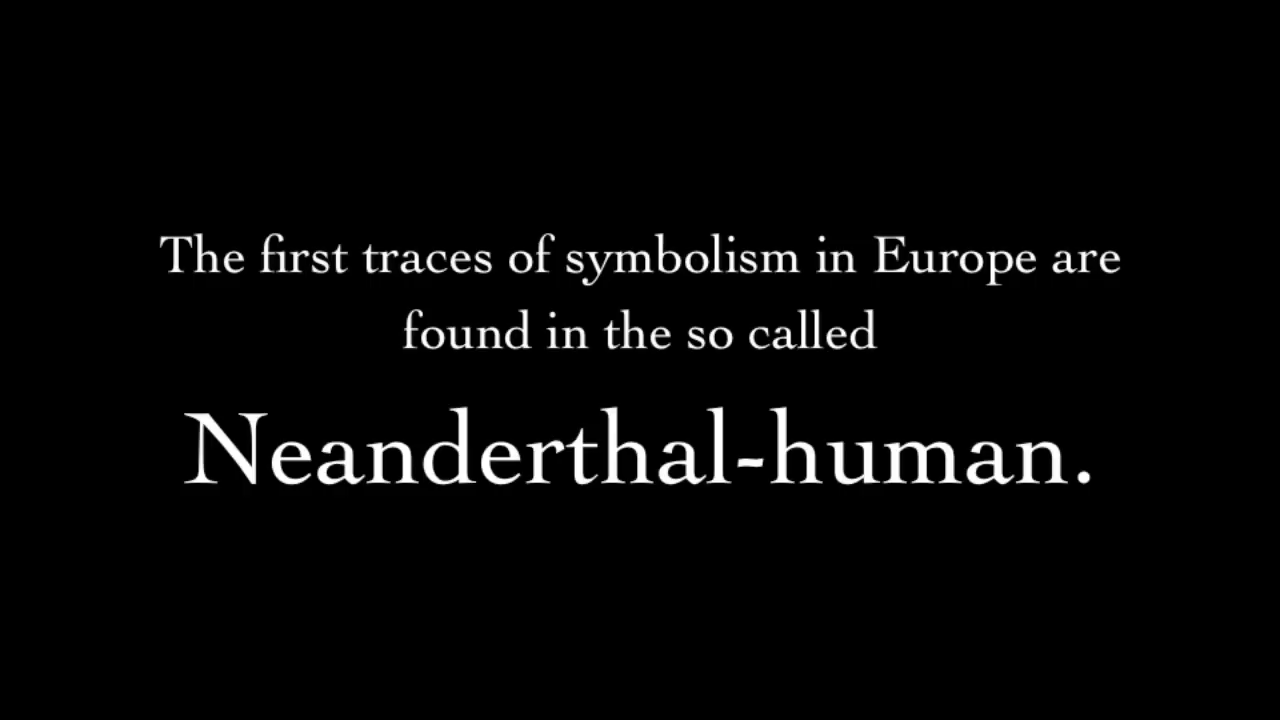 The first traces of symbolism in Europe are
found in the so called
Neanderthal-human.